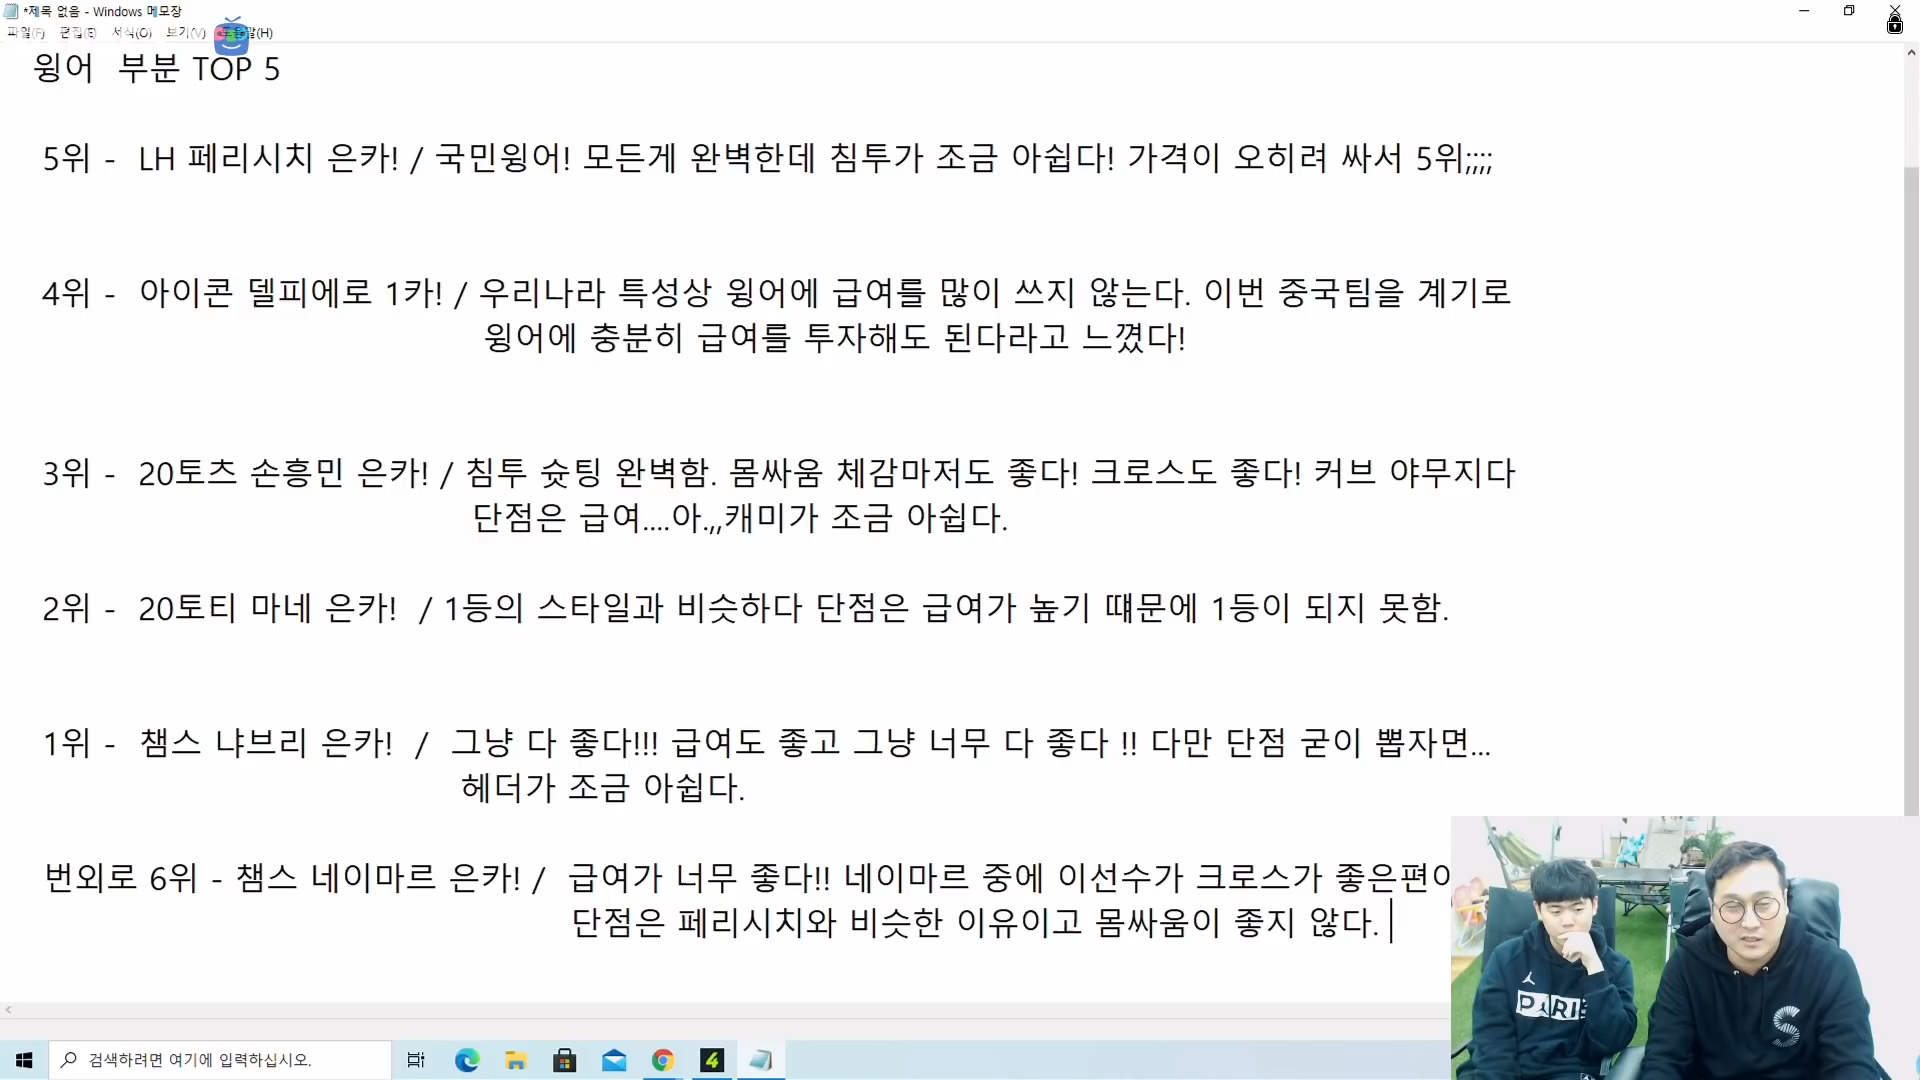 *제목 없음 - Windows 메모장
파일(F) 편집(E) 서식(O) 보기(V) 도움말(H)
윙어 부분 TOP 5
5위 - LH 페리시치 은카! / 국민윙어! 모든게 완벽한데 침투가 조금 아쉽다! 가격이 오히려 싸서 5위;;;;
4위 - 아이콘 델피에로 1카! / 우리나라 특성상 윙어에 급여를 많이 쓰지 않는다. 이번 중국팀을 계기로
윙어에 충분히 급여를 투자해도 된다라고 느꼈다!
3위 - 20토츠 손흥민 은카! / 침투 슛팅 완벽함. 몸싸움 체감마저도 좋다! 크로스도 좋다! 커브 야무지다
단점은 급여....아.,,캐미가 조금 아쉽다.
2위 - 20토티 마네 은카! / 1등의 스타일과 비슷하다 단점은 급여가 높기 떄문에 1등이 되지 못함.
1위 - 챔스 냐브리 은카! / 그냥 다 좋다!!! 급여도 좋고 그냥 너무 다 좋다 !! 다만 단점 굳이 뽑자면...
헤더가 조금 아쉽다.
번외로 6위 - 챔스 네이마르 은카! / 급여가 너무 좋다!! 네이마르 중에 이선수가 크로스가
단점은 페리시치와 비슷한 이유이고 몸싸움이 좋지 않다.
검색하려면 여기에 입력하십시오.